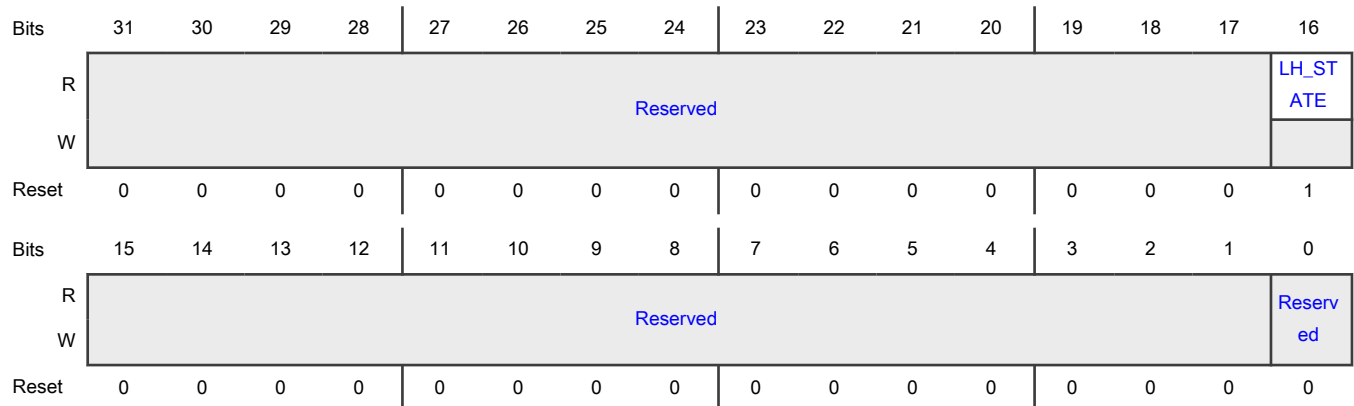 Bits 31 30 29 28 27 26 25 24 23 22 21 20 19 18 17 16
R Reserved LH_ST
ATE
W
Reset 0 0 0 0 0 0 0 0 0 0 0 0 0 0 0 1
Bits 15 14 13 12 11 10 9 8 7 6 5 4 3 2 1 0
R Reserved Reserv
W ed
Reset 0 0 0 0 0 0 0 0 0 0 0 0 0 0 0 0